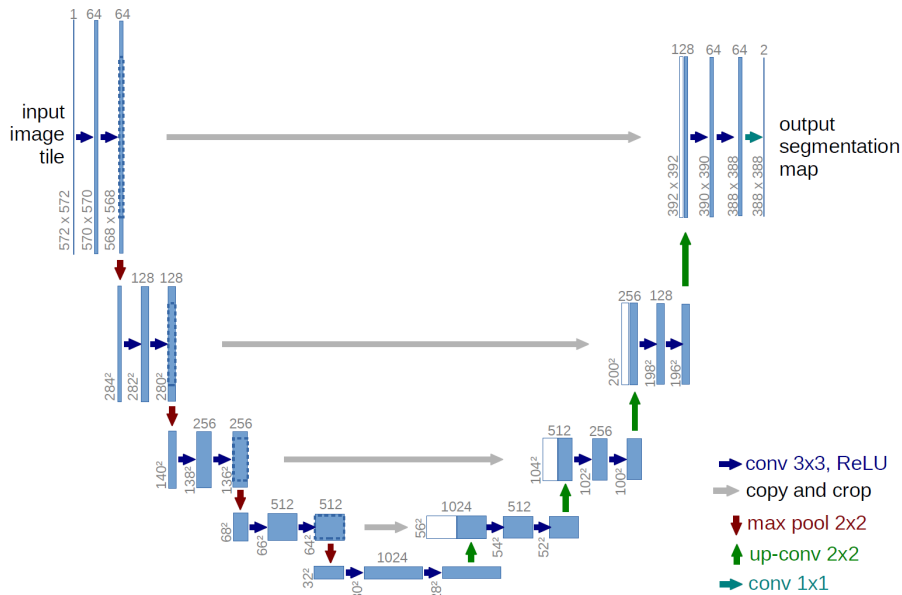 1 64 64
input
image
tile
572 x 572
570 x 570
568 x 568
128 64 64 2
output
segmentation
map
392 x 392
390 x 390
388 x 388
388 x 388
128 128
284²
282²
280²
256 128
200²
198²
196²
256 256
140²
138²
136²
512 256
104²
102²
100²
512 512
68²
66²
64²
1024 512
56²
54²
52²
1024
32²
conv 3x3, ReLU
copy and crop
max pool 2x2
up-conv 2x2
conv 1x1